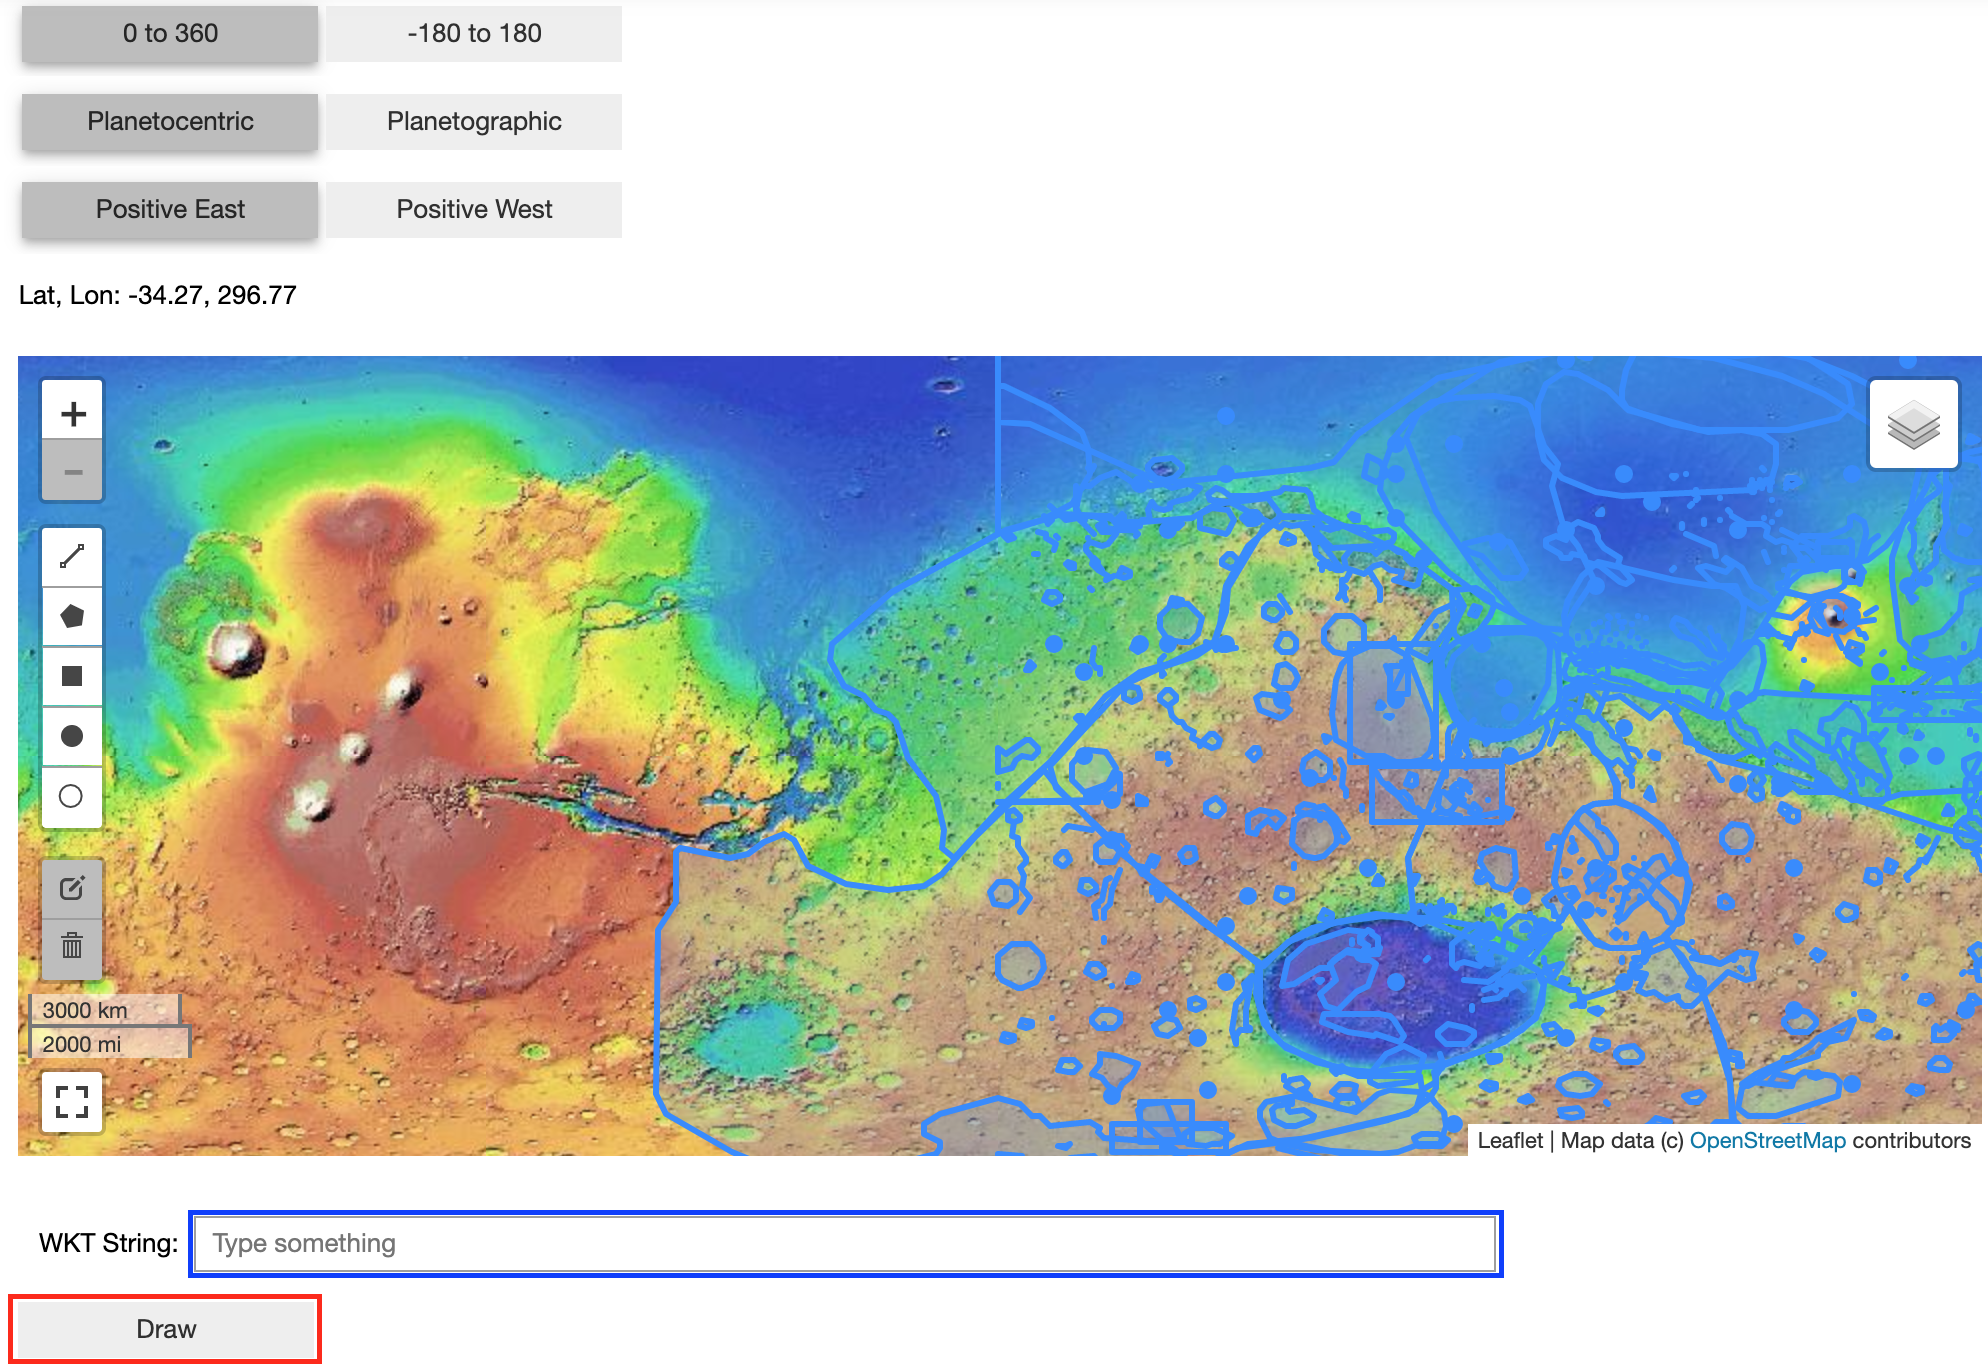 0 to 360
-180 to 180
Planetocentric
Planetographic
Positive East
Positive West
Lat, Lon: -34.27, 296.77
+
−
3000 km
2000 mi
Leaflet | Map data (c) OpenStreetMap contributors
WKT String:
Type something
Draw